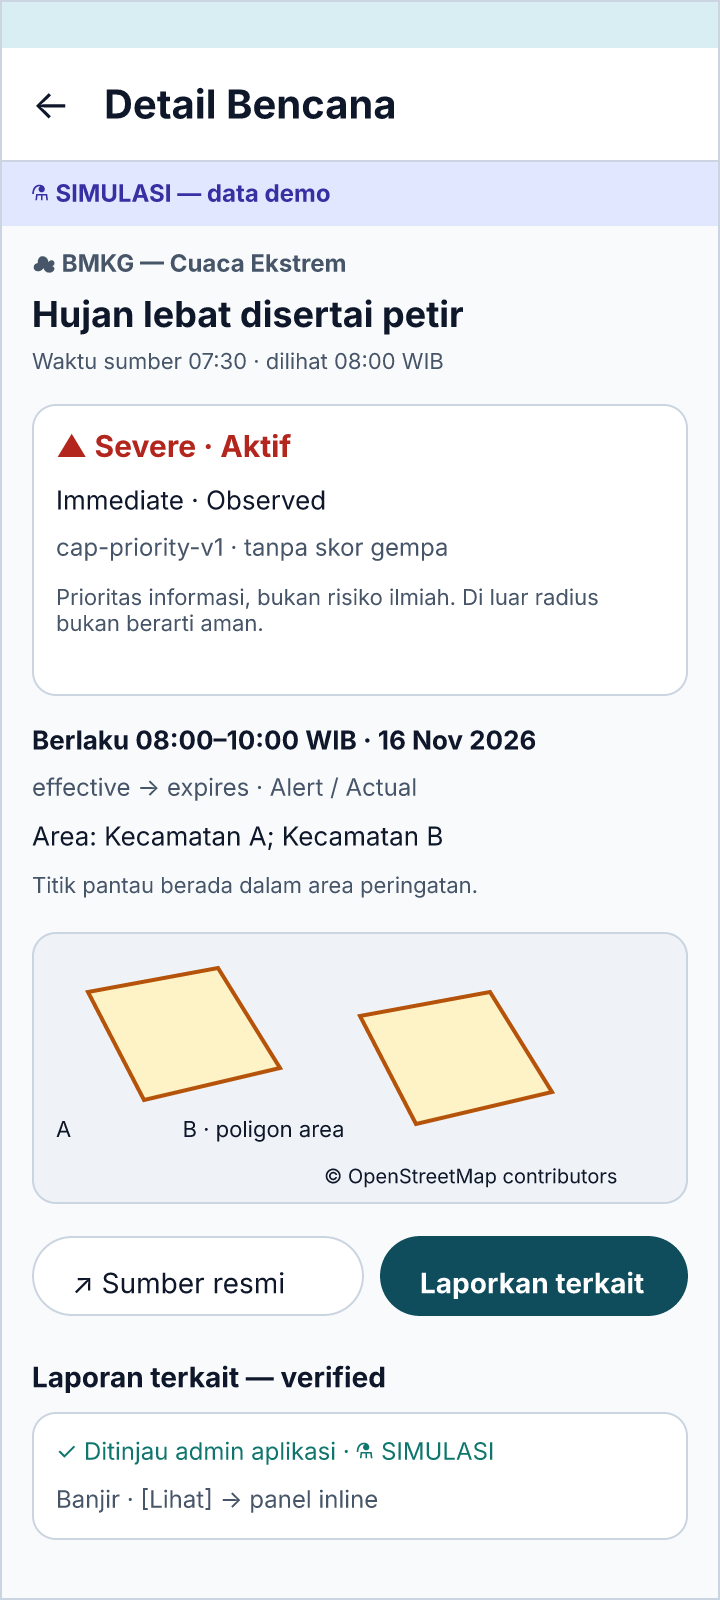 ← Detail Bencana
⚗ SIMULASI — data demo
☁ BMKG — Cuaca Ekstrem
Hujan lebat disertai petir
Waktu sumber 07:30 · dilihat 08:00 WIB
▲ Severe · Aktif
Immediate · Observed
cap-priority-v1 · tanpa skor gempa
Prioritas informasi, bukan risiko ilmiah. Di luar radius
bukan berarti aman.
Berlaku 08:00–10:00 WIB · 16 Nov 2026
effective → expires · Alert / Actual
Area: Kecamatan A; Kecamatan B
Titik pantau berada dalam area peringatan.
A
B · poligon area
© OpenStreetMap contributors
↗ Sumber resmi
Laporkan terkait
Laporan terkait — verified
✓ Ditinjau admin aplikasi · ⚗ SIMULASI
Banjir · [Lihat] → panel inline